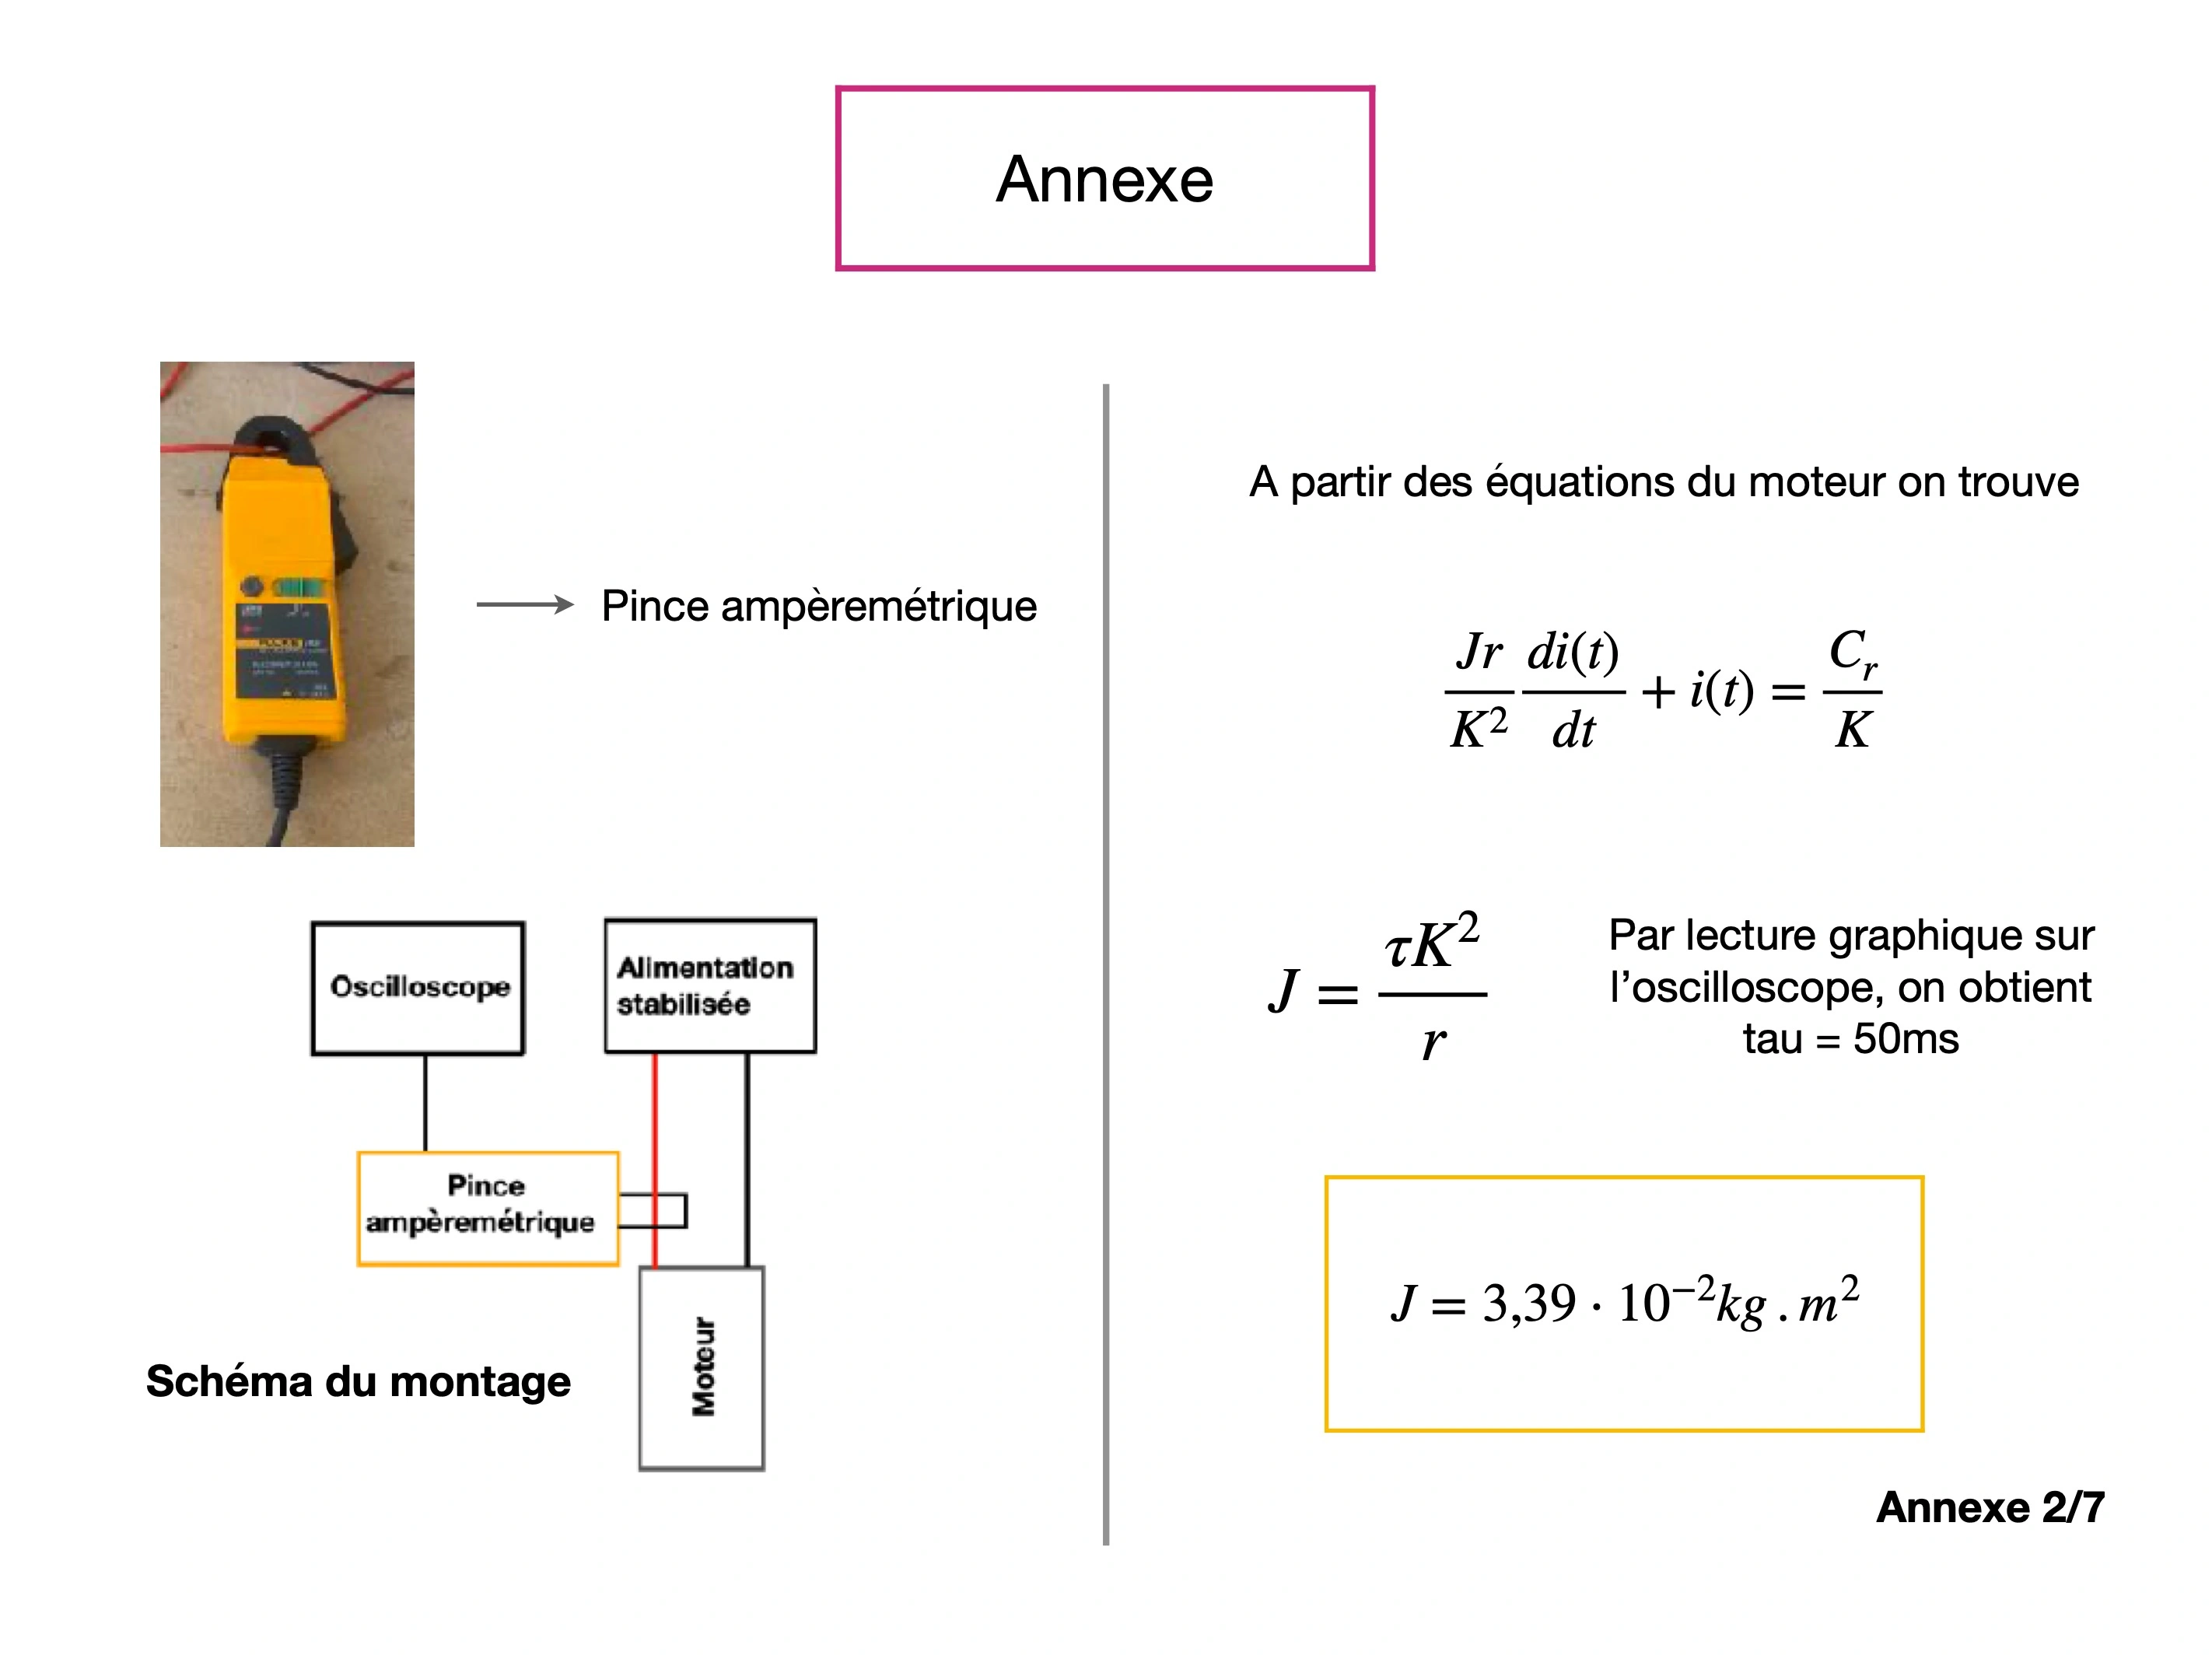 Annexe
Pince ampèremétrique
Oscilloscope
Alimentation
stabilisée
Pince
ampèremétrique
Moteur
Schéma du montage
A partir des équations du moteur on trouve
\frac{Jr}{K^2}\frac{di(t)}{dt} + i(t) = \frac{C_r}{K}
J = \frac{τK^2}{r}
Par lecture graphique sur
l’oscilloscope, on obtient
tau = 50ms
J = 3,39 · 10^{−2}kg . m^2
Annexe 2/7